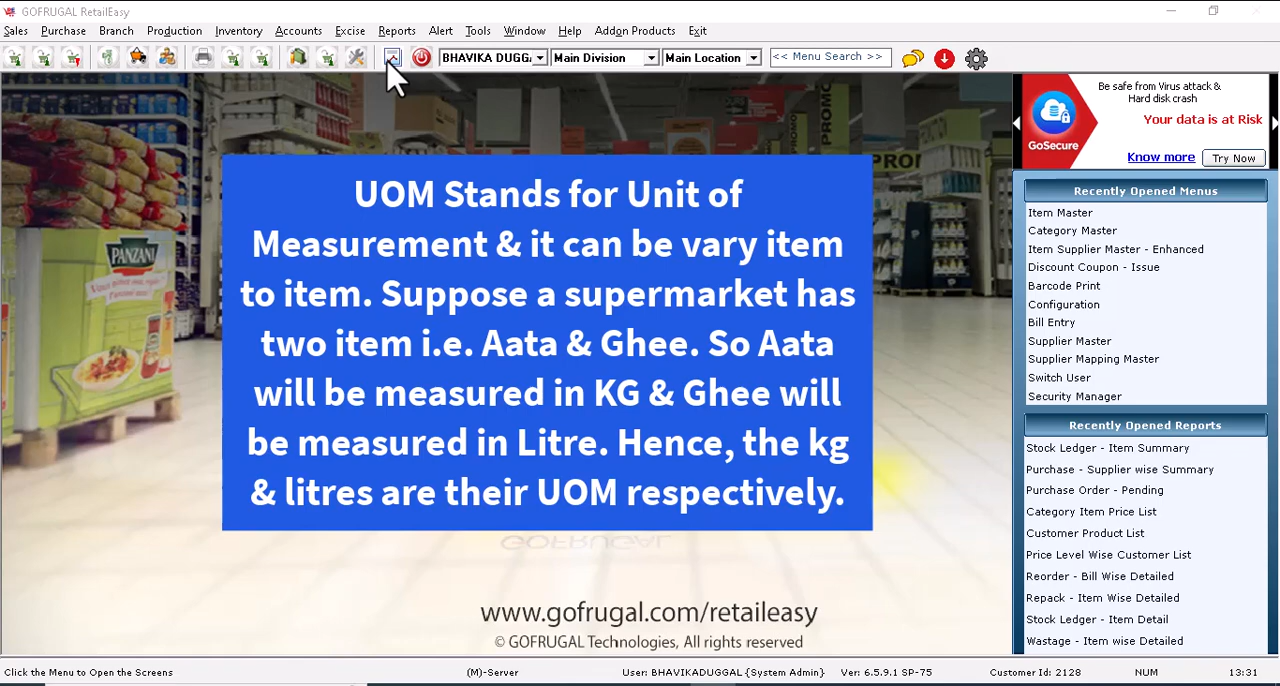 GOFRUGAL RetailEasy
Sales Purchase Branch Production Inventory Accounts Excise Reports Alert Tools Window Help Addon Products Exit
BHAVIKA DUGGA Main Division Main Location << Menu Search >>
UOM Stands for Unit of
Measurement & it can be vary item
to item. Suppose a supermarket has
two item i.e. Aata & Ghee. So Aata
will be measured in KG & Ghee will
be measured in Litre. Hence, the kg
& litres are their UOM respectively.
PANZANI
PROMO
GOFRUGAL
www.gofrugal.com/retaileasy
© GOFRUGAL Technologies, All rights reserved
Be safe from Virus attack &
Hard disk crash
Your data is at Risk
GoSecure
Know more Try Now
Recently Opened Menus
Item Master
Category Master
Item Supplier Master - Enhanced
Discount Coupon - Issue
Barcode Print
Configuration
Bill Entry
Supplier Master
Supplier Mapping Master
Switch User
Security Manager
Recently Opened Reports
Stock Ledger - Item Summary
Purchase - Supplier wise Summary
Purchase Order - Pending
Category Item Price List
Customer Product List
Price Level Wise Customer List
Reorder - Bill Wise Detailed
Repack - Item Wise Detailed
Stock Ledger - Item Detail
Wastage - Item wise Detailed
Click the Menu to Open the Screens (M)-Server User: BHAVIKADUGGAL {System Admin} Ver: 6.5.9.1 SP-75 Customer Id: 2128 NUM 13:31